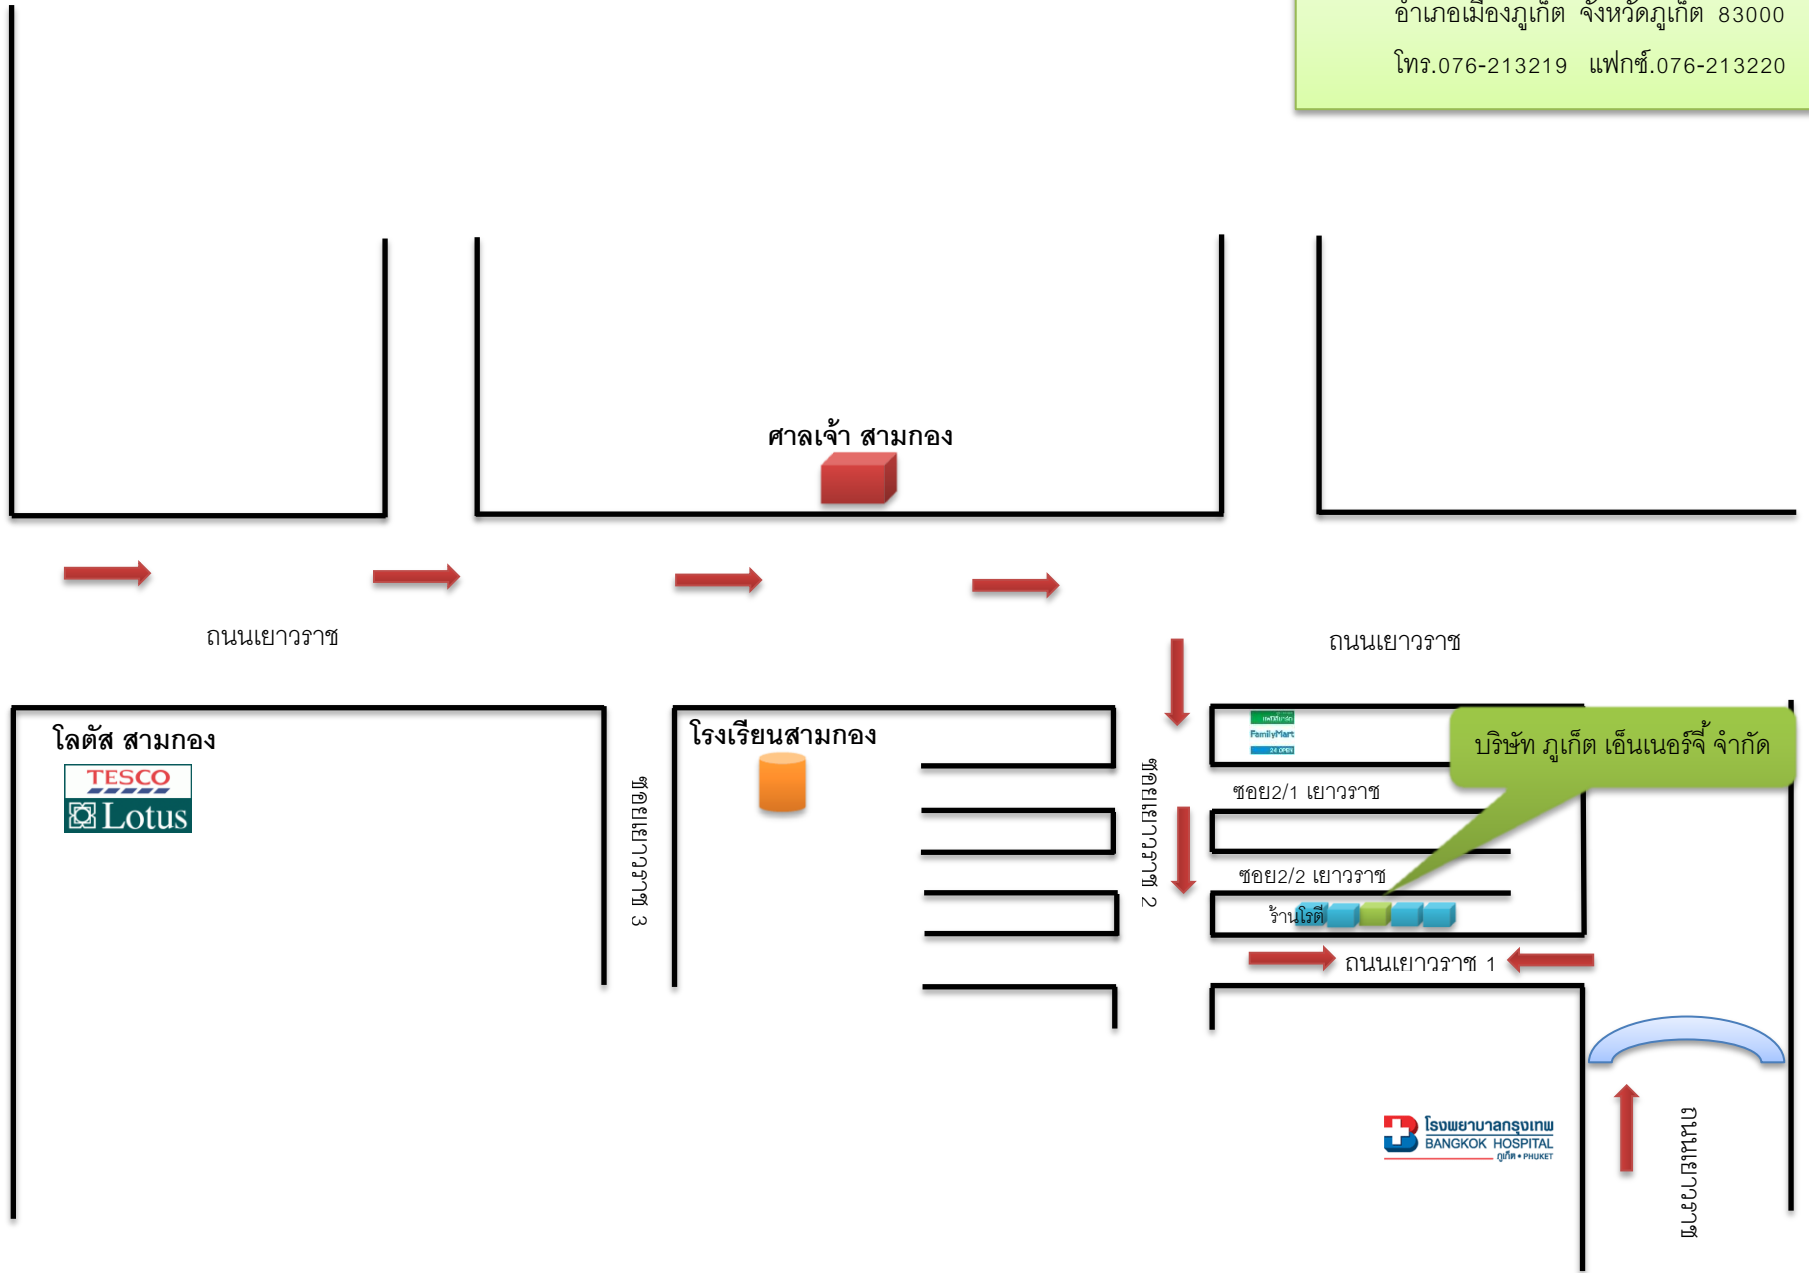 อำเภอเมืองภูเก็ต จังหวัดภูเก็ต 83000
โทร.076-213219 แฟกซ์.076-213220
ศาลเจ้า สามกอง
ถนนเยาวราช
ถนนเยาวราช
โลตัส สามกอง
TESCO
Lotus
ซอยเยาวราช 3
โรงเรียนสามกอง
ซอยเยาวราช 2
FamilyMart
24 OPEN
บริษัท ภูเก็ต เอ็นเนอร์จี้ จำกัด
ซอย2/1 เยาวราช
ซอย2/2 เยาวราช
ร้านโรตี
ถนนเยาวราช 1
โรงพยาบาลกรุงเทพ
BANGKOK HOSPITAL
ภูเก็ต • PHUKET
ถนนเยาวราช